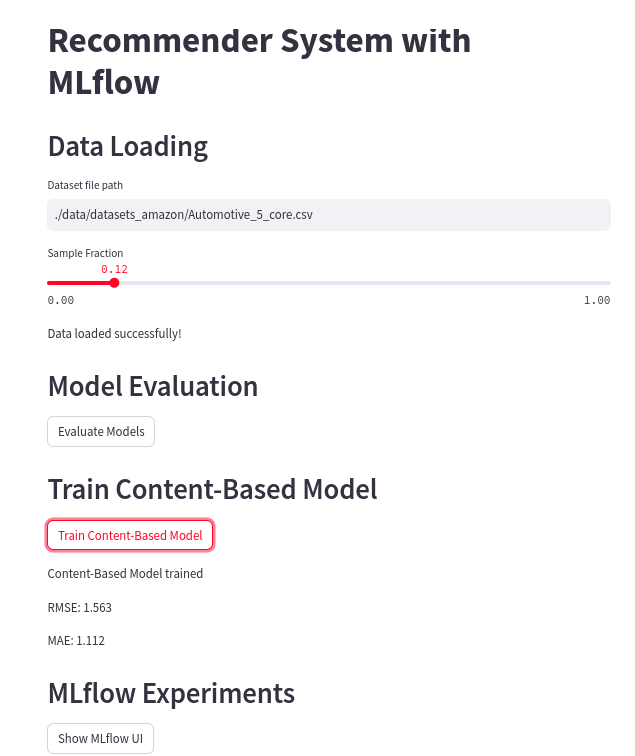 Recommender System with
MLflow
Data Loading
Dataset file path
./data/datasets_amazon/Automotive_5_core.csv
Sample Fraction
0.12
0.00 1.00
Data loaded successfully!
Model Evaluation
Evaluate Models
Train Content-Based Model
Train Content-Based Model
Content-Based Model trained
RMSE: 1.563
MAE: 1.112
MLflow Experiments
Show MLflow UI